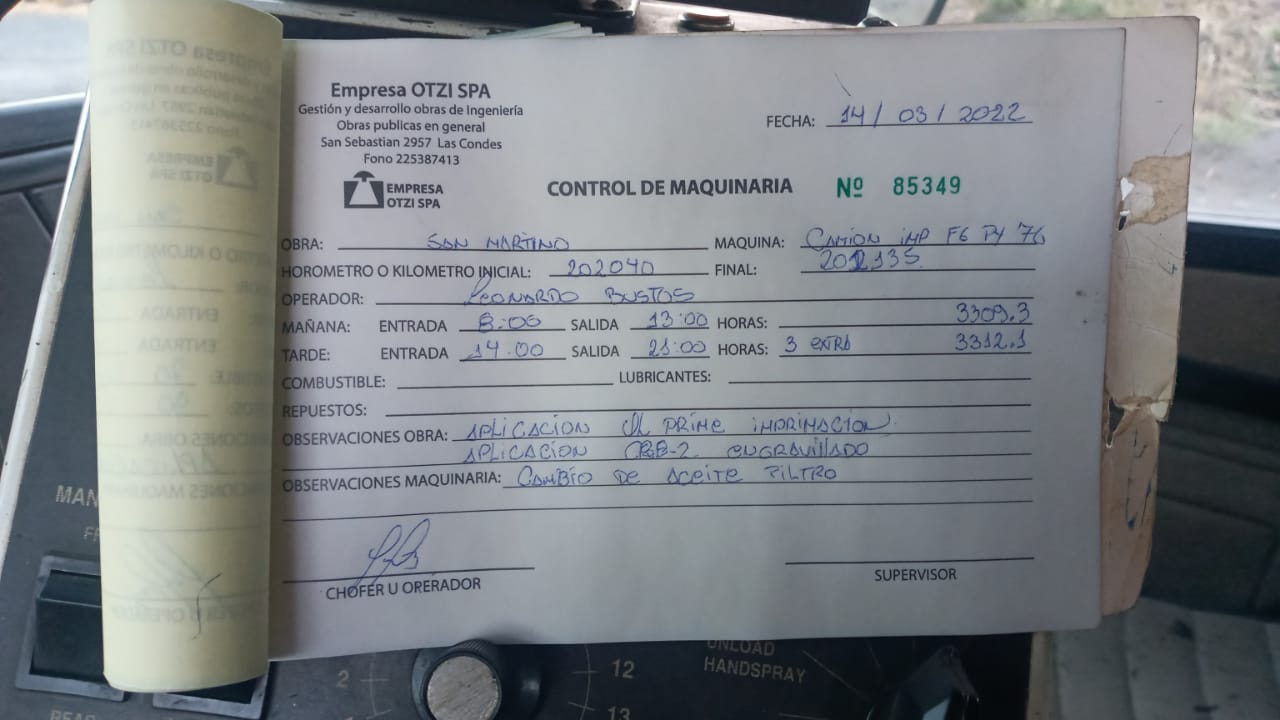 Empresa OTZI SPA
Gestión y desarrollo obras de Ingeniería
Obras publicas en general
San Sebastian 2957 Las Condes
Fono 225387413
EMPRESA
OTZI SPA
FECHA: 14 / 03 / 2022
CONTROL DE MAQUINARIA Nº 85349
OBRA: SAN MARTINO MAQUINA: CAMION IMP FG PY 76
HOROMETRO O KILOMETRO INICIAL: 202040 FINAL: 202135
OPERADOR: LEONARDO BUSTOS
MAÑANA: ENTRADA 8:00 SALIDA 13:00 HORAS: 3309.3
TARDE: ENTRADA 14:00 SALIDA 21:00 HORAS: 3 EXTRA 3312.1
COMBUSTIBLE: LUBRICANTES:
REPUESTOS:
OBSERVACIONES OBRA: APLICACION PRIME IMPRIMACION
APLICACION ENGRAVILLADO
OBSERVACIONES MAQUINARIA: CAMBIO DE ACEITE FILTRO
CHOFER U ORERADOR
SUPERVISOR
MAN
2
12
13
UNLOAD
HANDSPRAY
REAR